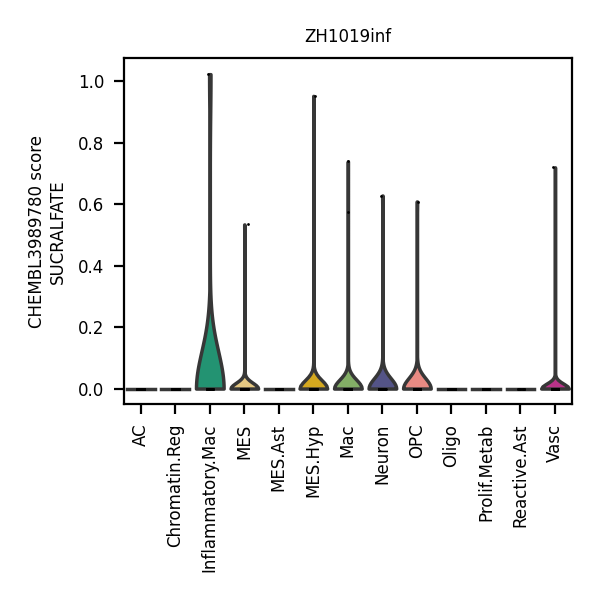 ZH1019inf
CHEMBL3989780 score
SUCRALFATE
1.0
0.8
0.6
0.4
0.2
0.0
AC
Chromatin.Reg
Inflammatory.Mac
MES
MES.Ast
MES.Hyp
Mac
Neuron
OPC
Oligo
Prolif.Metab
Reactive.Ast
Vasc